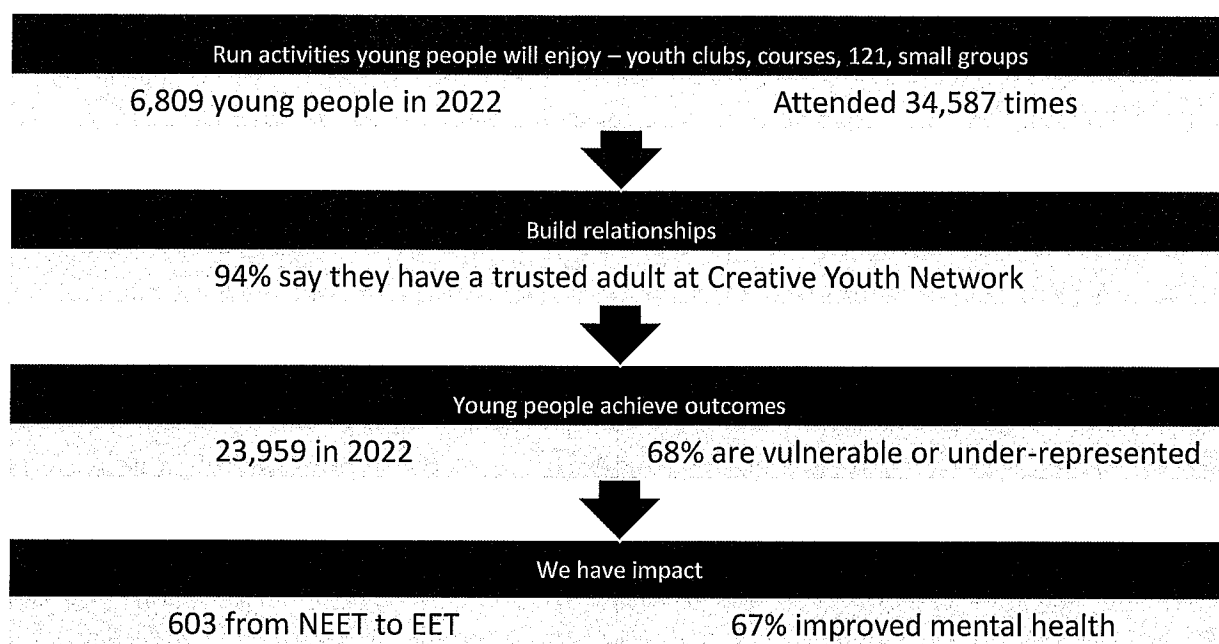 Run activities young people will enjoy – youth clubs, courses, 121, small groups
6,809 young people in 2022
Attended 34,587 times
Build relationships
94% say they have a trusted adult at Creative Youth Network
Young people achieve outcomes
23,959 in 2022
68% are vulnerable or under-represented
We have impact
603 from NEET to EET
67% improved mental health